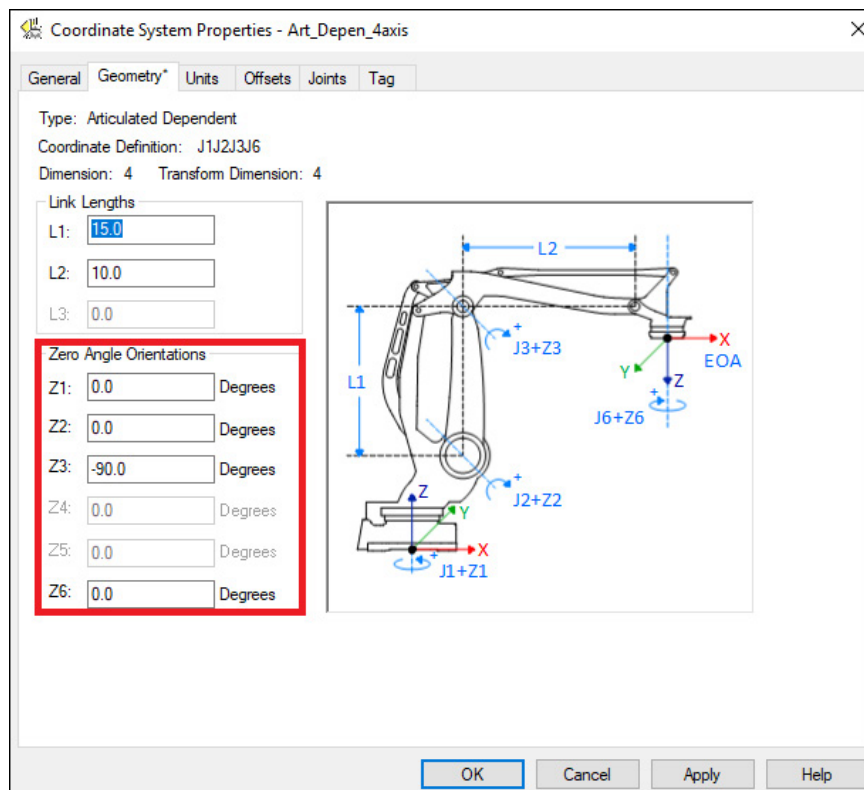 Coordinate System Properties - Art_Depen_4axis
General Geometry* Units Offsets Joints Tag
Type: Articulated Dependent
Coordinate Definition: J1J2J3J6
Dimension: 4 Transform Dimension: 4
Link Lengths
L1: 15.0
L2: 10.0
L3: 0.0
Zero Angle Orientations
Z1: 0.0 Degrees
Z2: 0.0 Degrees
Z3: -90.0 Degrees
Z4: 0.0 Degrees
Z5: 0.0 Degrees
Z6: 0.0 Degrees
L2
+
J3+Z3
X
EOA
Y
Z
L1
+
J6+Z6
+
J2+Z2
Z
Y
X
+
J1+Z1
OK Cancel Apply Help